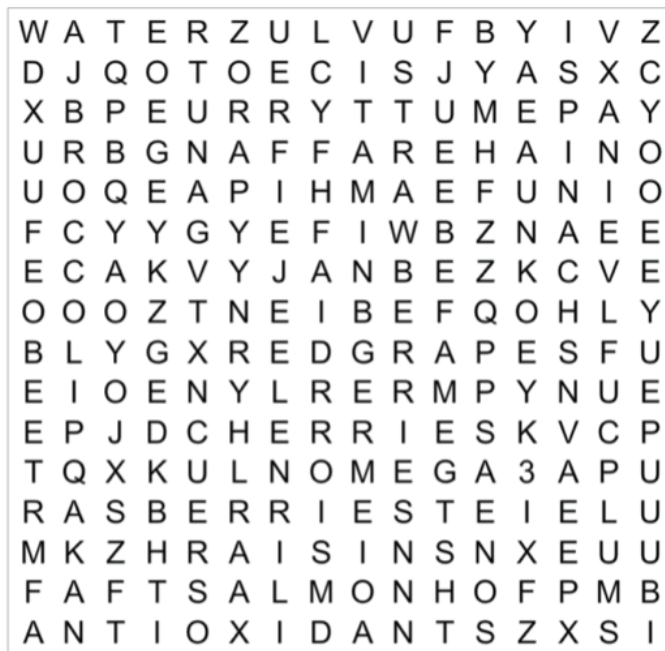 W A T E R Z U L V U F B Y I V Z
D J Q O T O E C I S J Y A S X C
X B P E U R R Y T T U M E P A Y
U R B G N A F F A R E H A I N O
U O Q E A P I H M A E F U N I O
F C Y Y G Y E F I W B Z N A E E
E C A K V Y J A N B E Z K C V E
O O O Z T N E I B E F Q O H L Y
B L Y G X R E D G R A P E S F U
E I O E N Y L R E R M P Y N U E
E P J D C H E R R I E S K V C P
T Q X K U L N O M E G A 3 A P U
R A S B E R R I E S T E I E L U
M K Z H R A I S I N S N X E U U
F A F T S A L M O N H O F P M B
A N T I O X I D A N T S Z X S I